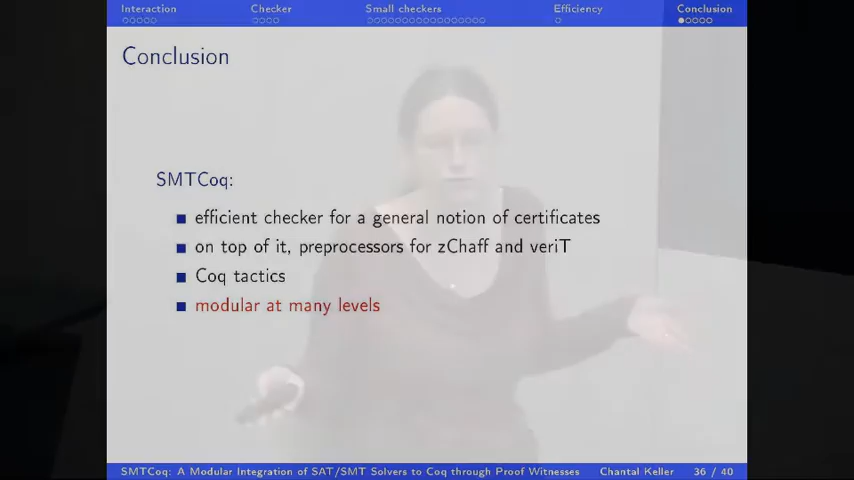 Interaction Checker Small checkers Efficiency Conclusion
Conclusion
SMTCoq:
efficient checker for a general notion of certificates
on top of it, preprocessors for zChaff and veriT
Coq tactics
modular at many levels
SMTCoq: A Modular Integration of SAT/SMT Solvers to Coq through Proof Witnesses Chantal Keller 36 / 40